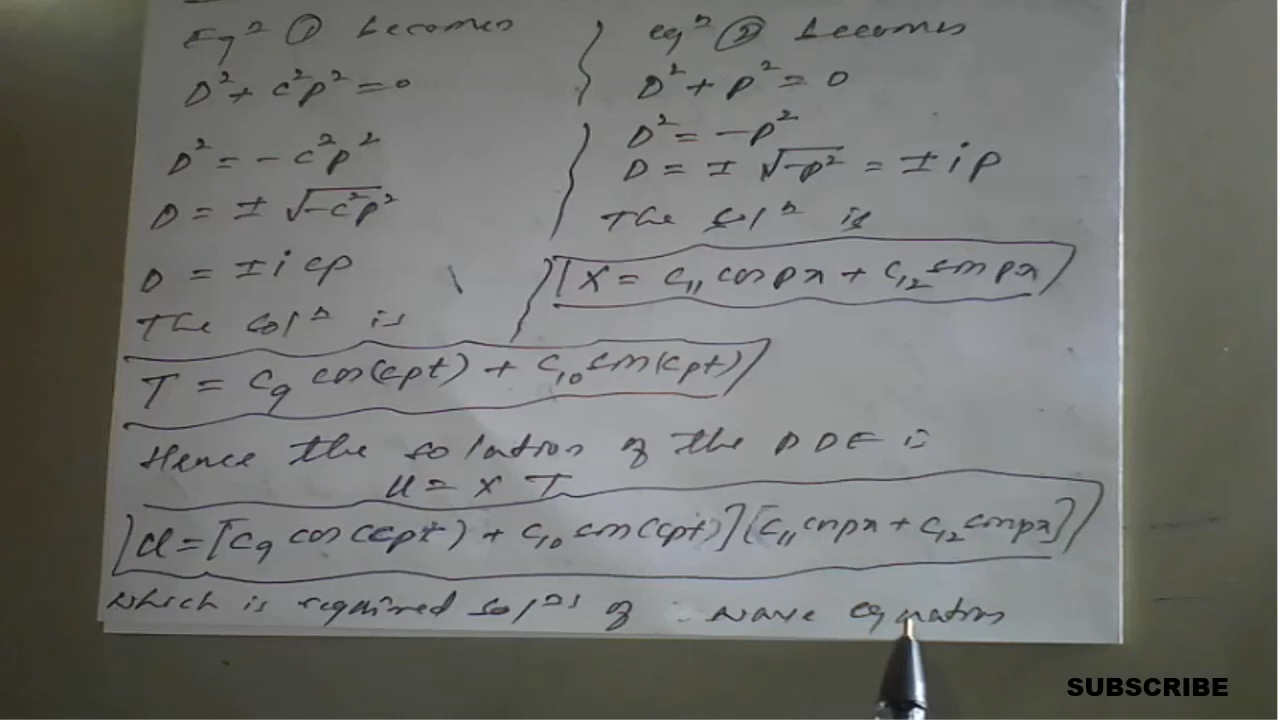 Eqⁿ ① becomes
D² + c²p² = 0
D² = - c²p²
D = ± √-c²p²
D = ± i cp
The solⁿ is
T = c₉ cos(cpt) + c₁₀ sin(cpt)
eqⁿ ② becomes
D² + p² = 0
D² = -p²
D = ± √-p² = ± i p
The solⁿ is
X = c₁₁ cos px + c₁₂ sin px
Hence the solution of the PDE is
u = X T
u = [c₉ cos(cpt) + c₁₀ sin(cpt)] [c₁₁ cos px + c₁₂ sin px]
which is required solⁿs of wave equation
SUBSCRIBE